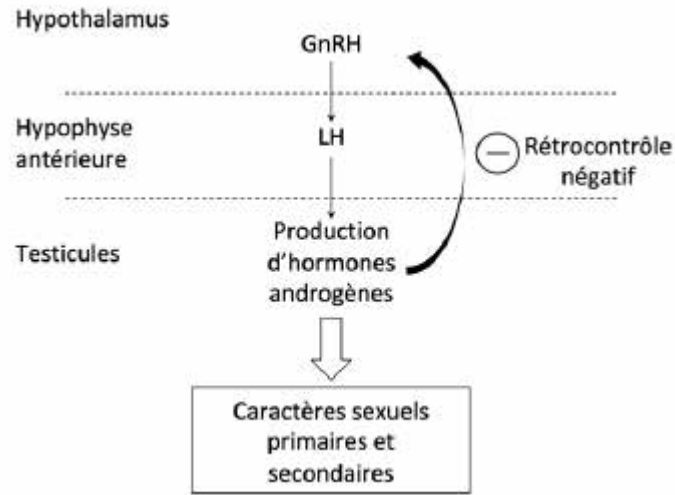 Hypothalamus
GnRH
Hypophyse
antérieure
LH
Rétrocontrôle
négatif
Testicules
Production
d'hormones
androgènes
Caractères sexuels
primaires et
secondaires